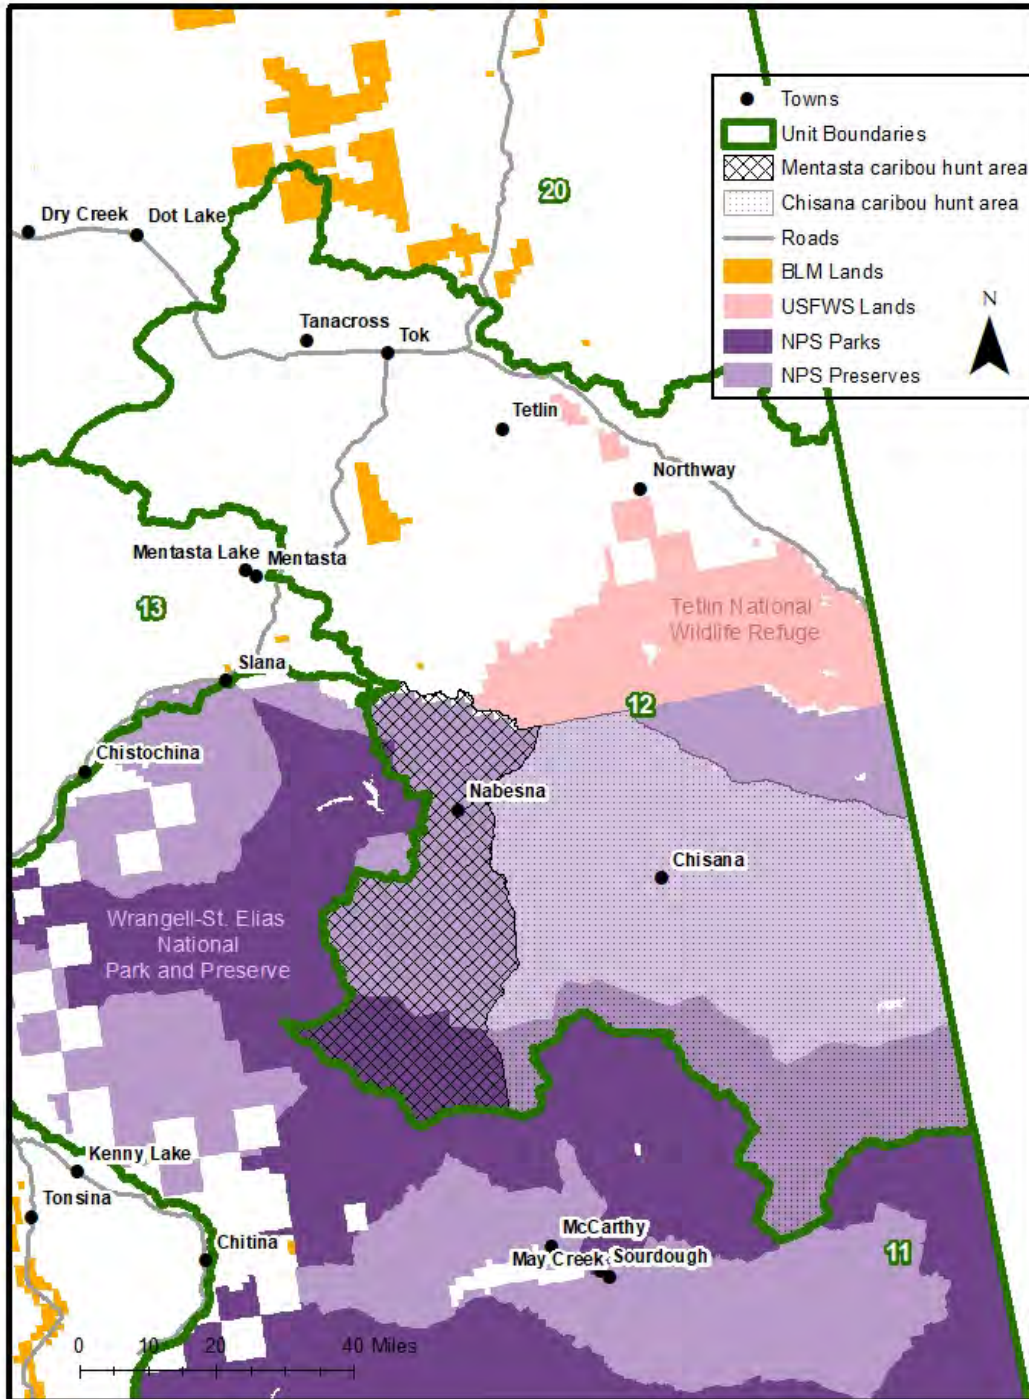 Towns
Unit Boundaries
Mentasta caribou hunt area
Chisana caribou hunt area
Roads
BLM Lands
USFWS Lands
NPS Parks
NPS Preserves
N
20
Dry Creek
Dot Lake
Tanacross
Tok
Tetlin
Northway
Mentasta Lake
Mentasta
13
Tetlin National
Wildlife Refuge
Slana
12
Chistochina
Nabesna
Chisana
Wrangell-St. Elias
National
Park and Preserve
Kenny Lake
Tonsina
Chitina
McCarthy
May Creek
Sourdough
11
0 10 20 40 Miles